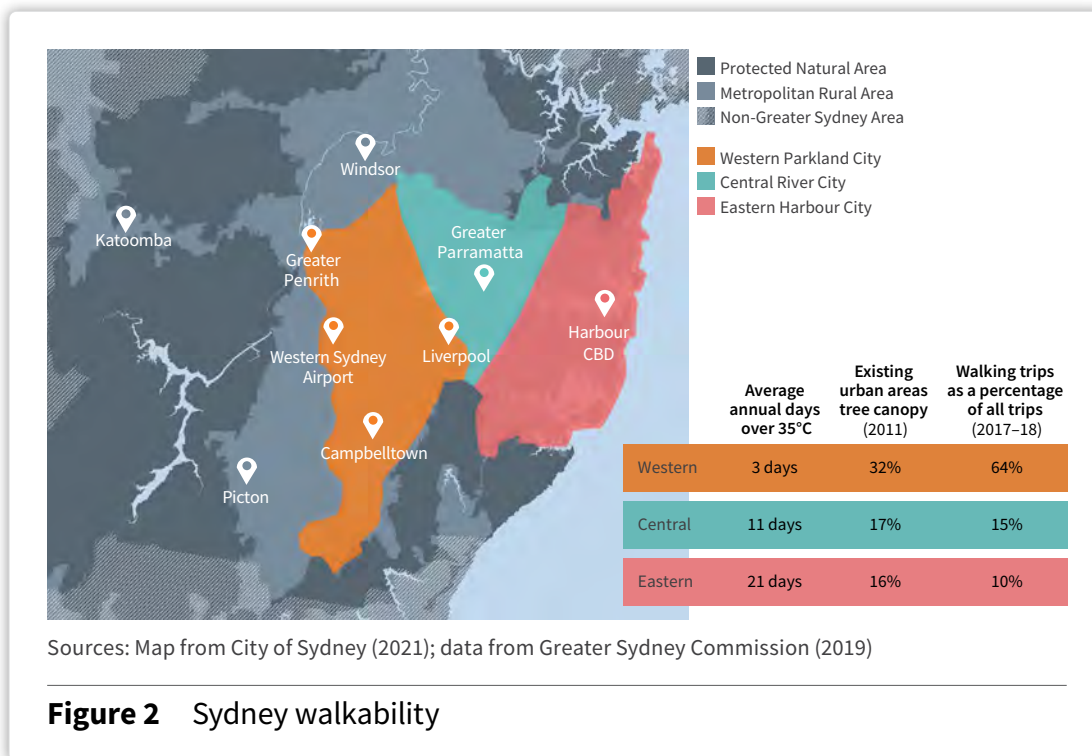 Protected Natural Area
Metropolitan Rural Area
Non-Greater Sydney Area
Western Parkland City
Central River City
Eastern Harbour City
Windsor
Katoomba
Greater
Penrith
Greater
Parramatta
Western Sydney
Airport
Liverpool
Harbour
CBD
Campbelltown
Picton
Average
annual days
over 35°C
Existing
urban areas
tree canopy
(2011)
Walking trips
as a percentage
of all trips
(2017–18)
Western 3 days 32% 64%
Central 11 days 17% 15%
Eastern 21 days 16% 10%
Sources: Map from City of Sydney (2021); data from Greater Sydney Commission (2019)
Figure 2 Sydney walkability